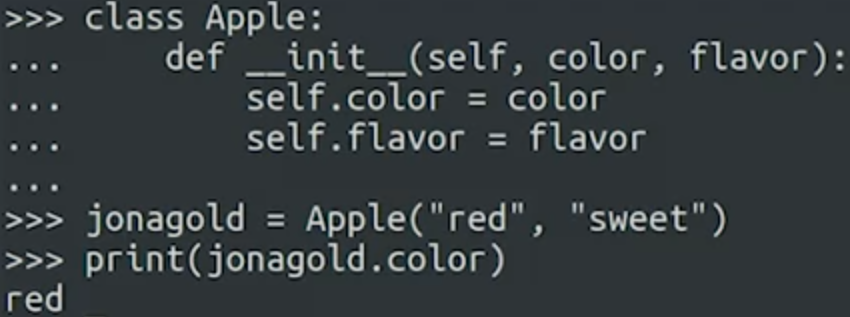 >>> class Apple:
...     def __init__(self, color, flavor):
...         self.color = color
...         self.flavor = flavor
...
>>> jonagold = Apple("red", "sweet")
>>> print(jonagold.color)
red